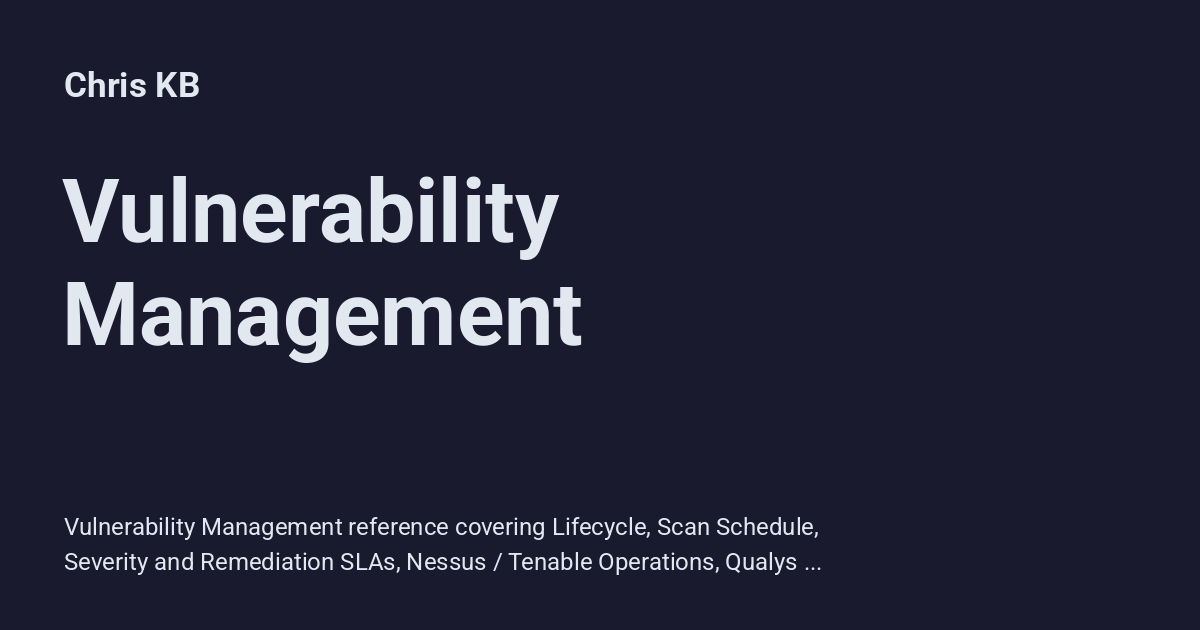 Chris KB
Vulnerability
Management
Vulnerability Management reference covering Lifecycle, Scan Schedule,
Severity and Remediation SLAs, Nessus / Tenable Operations, Qualys ...